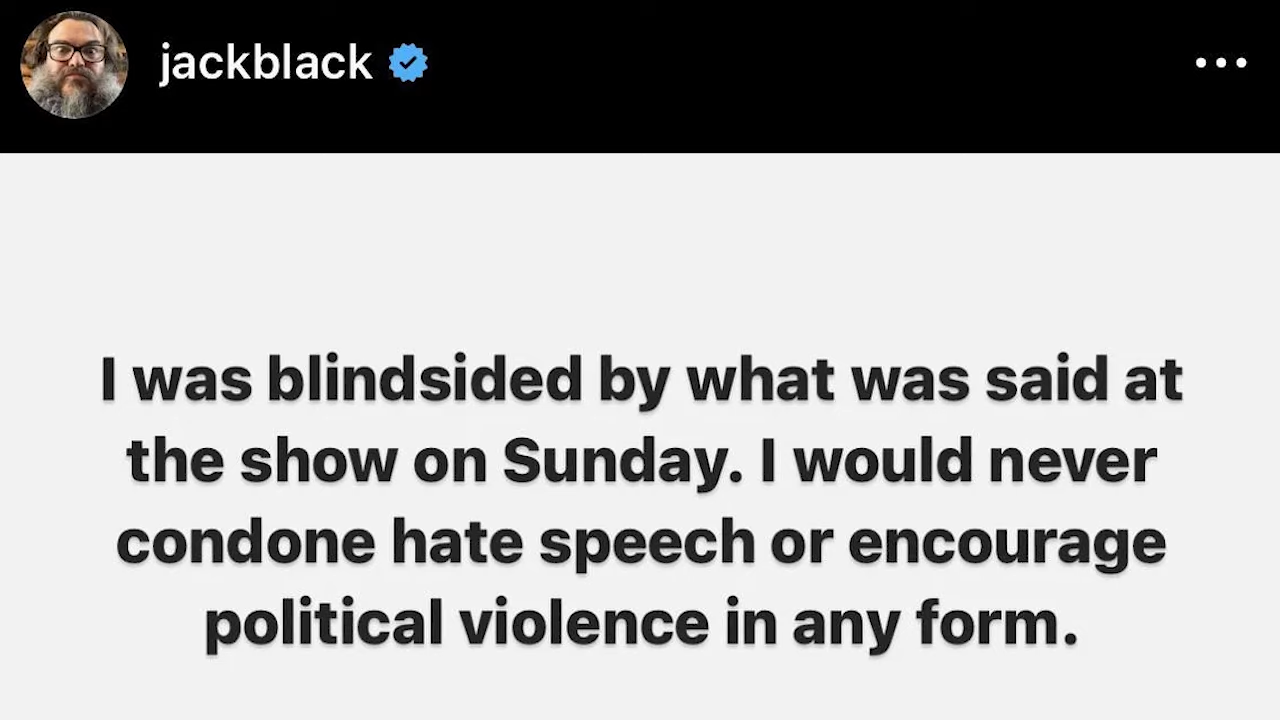 jackblack
I was blindsided by what was said at
the show on Sunday. I would never
condone hate speech or encourage
political violence in any form.